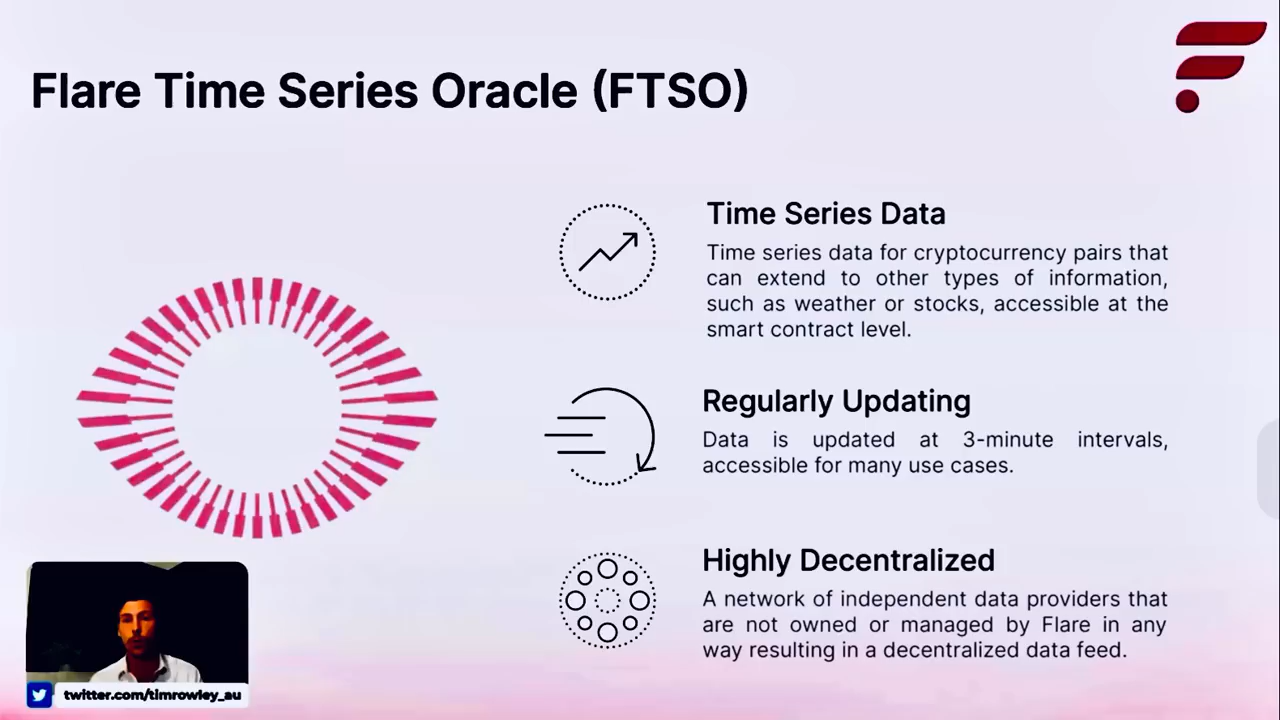 Flare Time Series Oracle (FTSO)
Time Series Data
Time series data for cryptocurrency pairs that
can extend to other types of information,
such as weather or stocks, accessible at the
smart contract level.
Regularly Updating
Data is updated at 3-minute intervals,
accessible for many use cases.
Highly Decentralized
A network of independent data providers that
are not owned or managed by Flare in any
way resulting in a decentralized data feed.
twitter.com/timrowley_au